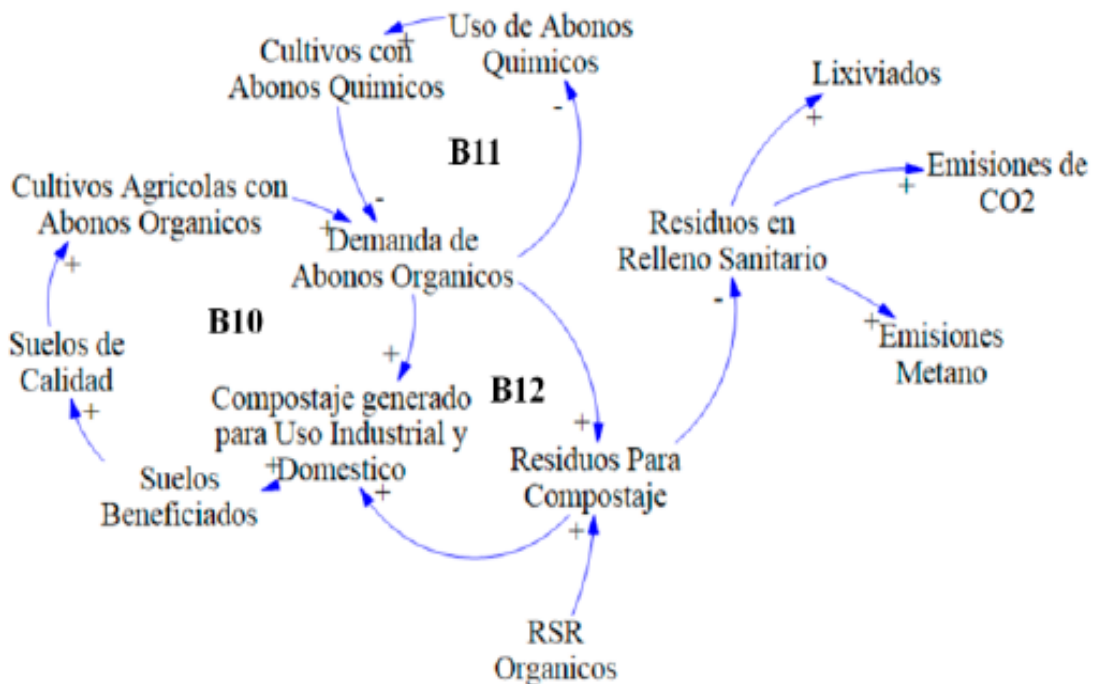 Uso de Abonos
Quimicos
Cultivos con
Abonos Quimicos
+
-
B11
-
Lixiviados
+
Emisiones de
CO2
+
Cultivos Agricolas con
Abonos Organicos
+
+
Demanda de
Abonos Organicos
Residuos en
Relleno Sanitario
-
+
Emisiones
Metano
B10
Suelos de
Calidad
+
+
Compostaje generado
para Uso Industrial y
Domestico
+
+
B12
+
Residuos Para
Compostaje
+
Suelos
Beneficiados
RSR
Organicos